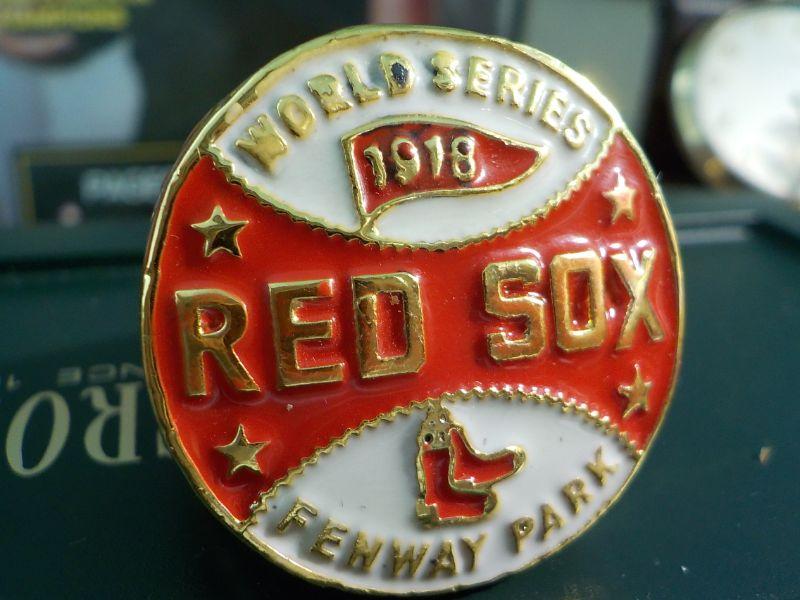 WORLD SERIES
1918
RED SOX
FENWAY PARK